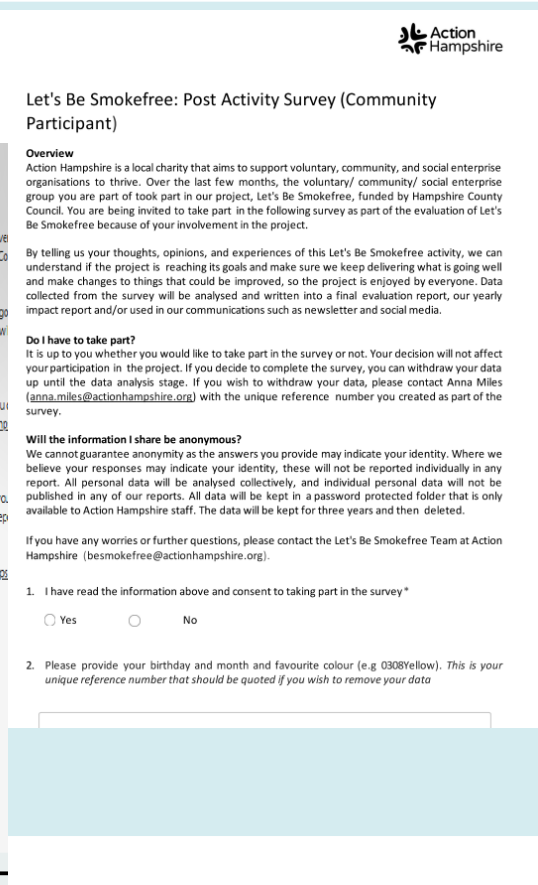 Action
Hampshire
Let's Be Smokefree: Post Activity Survey (Community
Participant)
Overview
Action Hampshire is a local charity that aims to support voluntary, community, and social enterprise
organisations to thrive. Over the last few months, the voluntary/ community/ social enterprise
group you are part of took part in our project, Let's Be Smokefree, funded by Hampshire County
Council. You are being invited to take part in the following survey as part of the evaluation of Let's
Be Smokefree because of your involvement in the project.
By telling us your thoughts, opinions, and experiences of this Let's Be Smokefree activity, we can
understand if the project is reaching its goals and make sure we keep delivering what is going well
and make changes to things that could be improved, so the project is enjoyed by everyone. Data
collected from the survey will be analysed and written into a final evaluation report, our yearly
impact report and/or used in our communications such as newsletter and social media.
Do I have to take part?
It is up to you whether you would like to take part in the survey or not. Your decision will not affect
your participation in the project. If you decide to complete the survey, you can withdraw your data
up until the data analysis stage. If you wish to withdraw your data, please contact Anna Miles
(anna.miles@actionhampshire.org) with the unique reference number you created as part of the
survey.
Will the information I share be anonymous?
We cannot guarantee anonymity as the answers you provide may indicate your identity. Where we
believe your responses may indicate your identity, these will not be reported individually in any
report. All personal data will be analysed collectively, and individual personal data will not be
published in any of our reports. All data will be kept in a password protected folder that is only
available to Action Hampshire staff. The data will be kept for three years and then deleted.
If you have any worries or further questions, please contact the Let's Be Smokefree Team at Action
Hampshire (besmokefree@actionhampshire.org).
1. I have read the information above and consent to taking part in the survey*
Yes No
2. Please provide your birthday and month and favourite colour (e.g 0308Yellow). This is your
unique reference number that should be quoted if you wish to remove your data